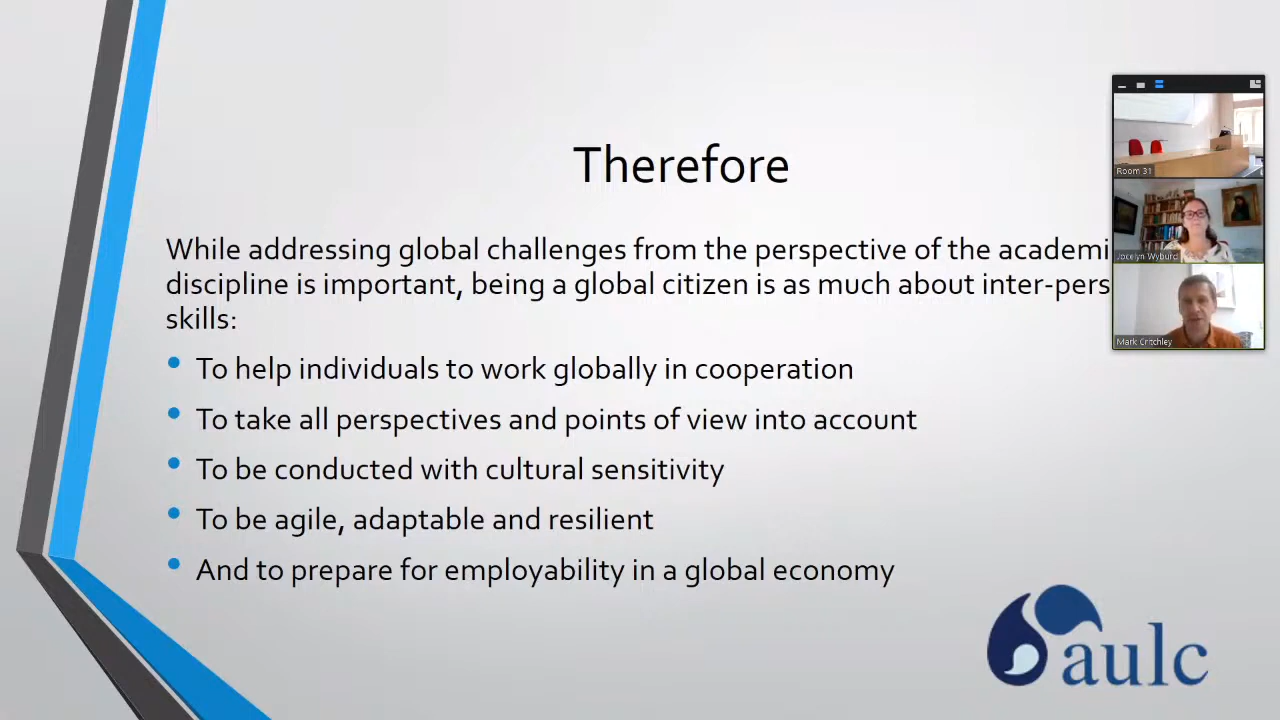 Therefore
While addressing global challenges from the perspective of the academi
discipline is important, being a global citizen is as much about inter-pers
skills:
• To help individuals to work globally in cooperation
• To take all perspectives and points of view into account
• To be conducted with cultural sensitivity
• To be agile, adaptable and resilient
• And to prepare for employability in a global economy
Room 31
Jocelyn Wyburd
Mark Critchley
aulc